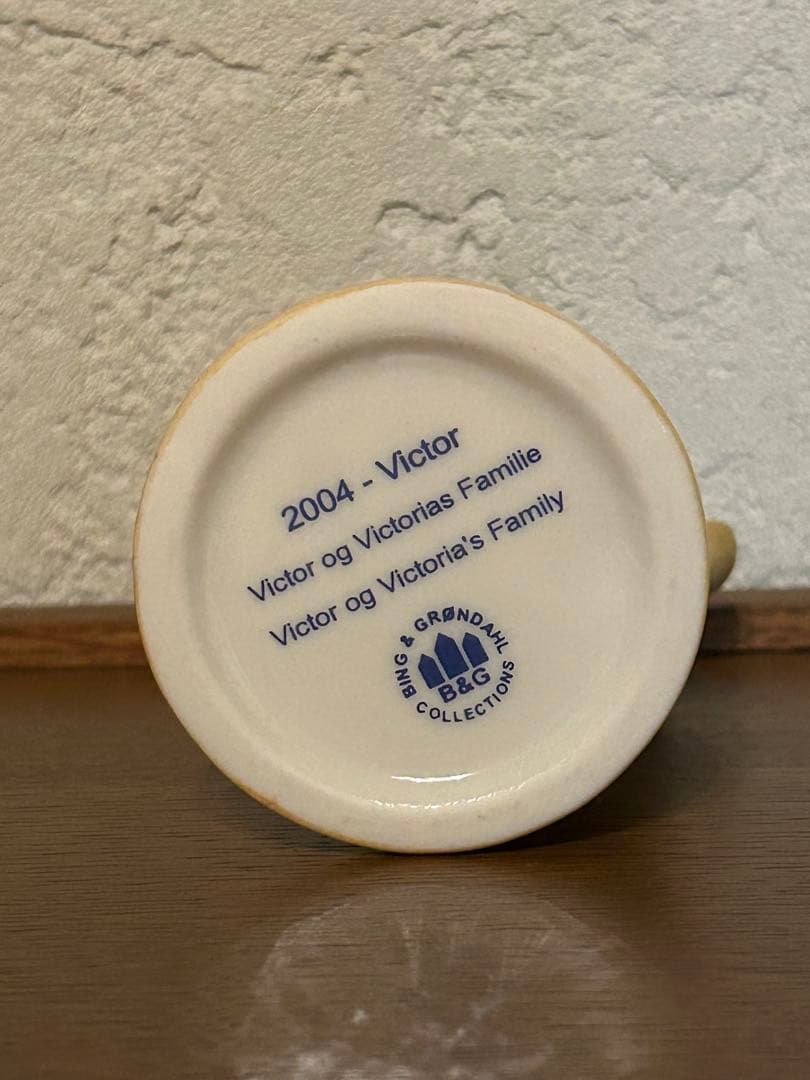 2004 - Victor
Victor og Victorias Familie
Victor og Victoria's Family
BING & GRØNDAHL
B&G
COLLECTIONS